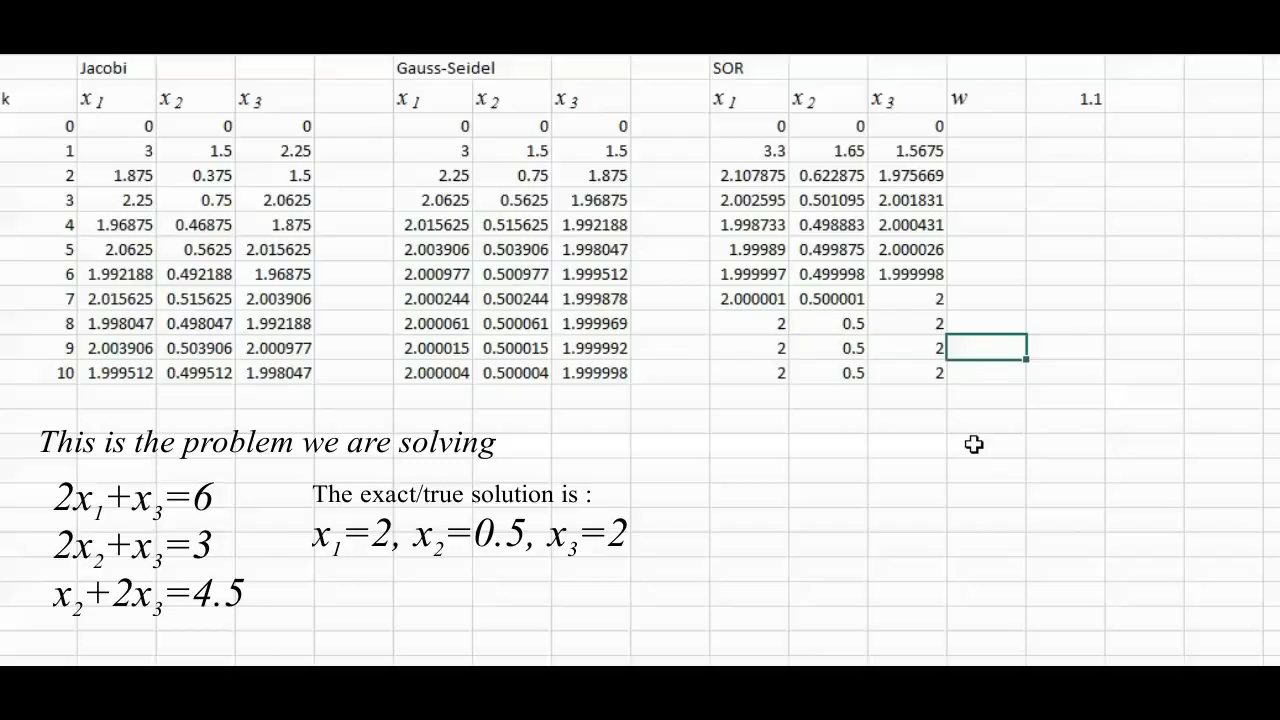 Jacobi Gauss-Seidel SOR
k x1 x2 x3 x1 x2 x3 x1 x2 x3 w 1.1
0 0 0 0 0 0 0 0 0 0
1 3 1.5 2.25 3 1.5 1.5 3.3 1.65 1.5675
2 1.875 0.375 1.5 2.25 0.75 1.875 2.107875 0.622875 1.975669
3 2.25 0.75 2.0625 2.0625 0.5625 1.96875 2.002595 0.501095 2.001831
4 1.96875 0.46875 1.875 2.015625 0.515625 1.992188 1.998733 0.498883 2.000431
5 2.0625 0.5625 2.015625 2.003906 0.503906 1.998047 1.99989 0.499875 2.000026
6 1.992188 0.492188 1.96875 2.000977 0.500977 1.999512 1.999997 0.499998 1.999998
7 2.015625 0.515625 2.003906 2.000244 0.500244 1.999878 2.000001 0.500001 2
8 1.998047 0.498047 1.992188 2.000061 0.500061 1.999969 2 0.5 2
9 2.003906 0.503906 2.000977 2.000015 0.500015 1.999992 2 0.5 2
10 1.999512 0.499512 1.998047 2.000004 0.500004 1.999998 2 0.5 2
This is the problem we are solving
2x1+x3=6
2x2+x3=3
x2+2x3=4.5
The exact/true solution is :
x1=2, x2=0.5, x3=2